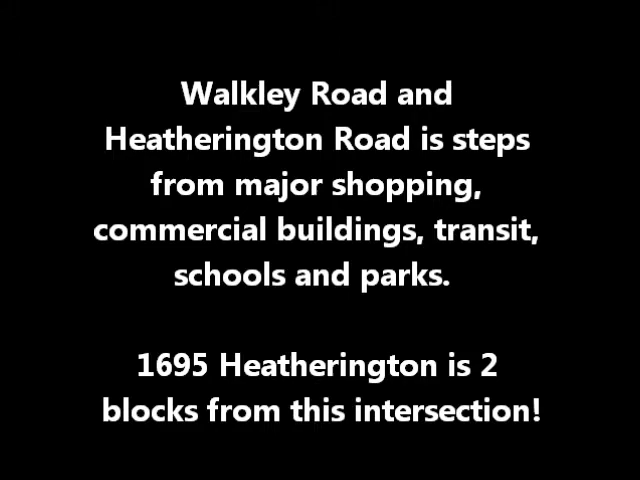 Walkley Road and
Heatherington Road is steps
from major shopping,
commercial buildings, transit,
schools and parks.
1695 Heatherington is 2
blocks from this intersection!